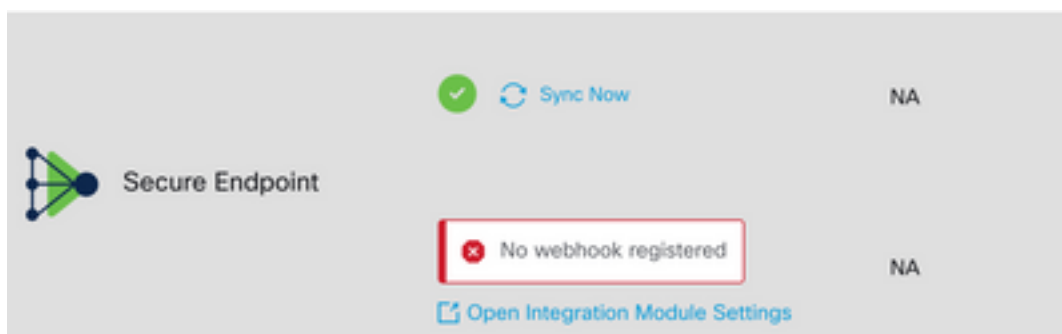 Sync Now
NA
Secure Endpoint
No webhook registered
NA
Open Integration Module Settings